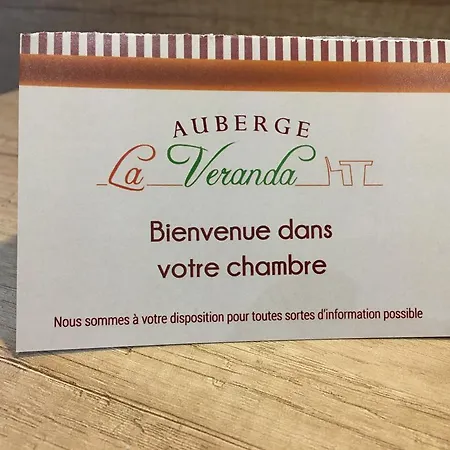 AUBERGE
La Veranda
Bienvenue dans
votre chambre
Nous sommes à votre disposition pour toutes sortes d'information possible